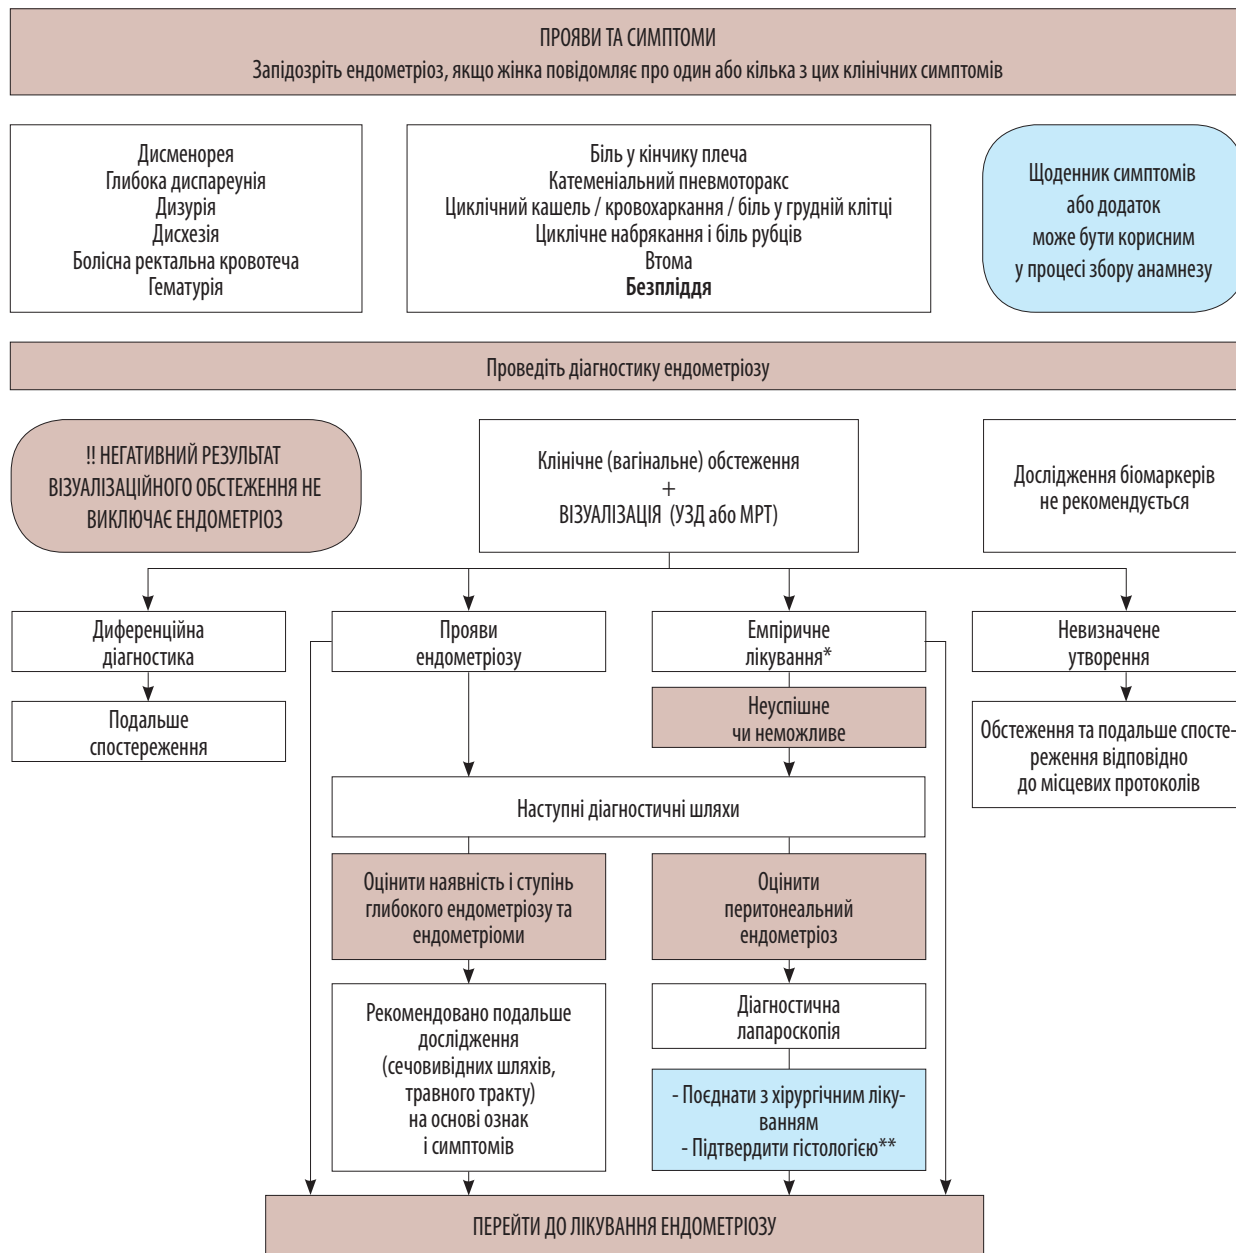 ПРОЯВИ ТА СИМПТОМИ
Запідозріть ендометріоз, якщо жінка повідомляє про один або кілька з цих клінічних симптомів
Дисменорея
Глибока диспареунія
Дизурія
Дисхезія
Болісна ректальна кровотеча
Гематурія
Біль у кінчику плеча
Катеменіальний пневмоторакс
Циклічний кашель / кровохаркання / біль у грудній клітці
Циклічне набрякання і біль рубців
Втома
Безпліддя
Щоденник симптомів
або додаток
може бути корисним
у процесі збору анамнезу
Проведіть діагностику ендометріозу
!! НЕГАТИВНИЙ РЕЗУЛЬТАТ
ВІЗУАЛІЗАЦІЙНОГО ОБСТЕЖЕННЯ НЕ
ВИКЛЮЧАЄ ЕНДОМЕТРІОЗ
Клінічне (вагінальне) обстеження
+
ВІЗУАЛІЗАЦІЯ (УЗД або МРТ)
Дослідження біомаркерів
не рекомендується
Диференційна
діагностика
Прояви
ендометріозу
Емпіричне
лікування*
Невизначене
утворення
Подальше
спостереження
Неуспішне
чи неможливе
Обстеження та подальше спосте-
реження відповідно
до місцевих протоколів
Наступні діагностичні шляхи
Оцінити наявність і ступінь
глибокого ендометріозу та
ендометріоми
Оцінити
перитонеальний
ендометріоз
Рекомендовано подальше
дослідження
(сечовивідних шляхів,
травного тракту)
на основі ознак
і симптомів
Діагностична
лапароскопія
- Поєднати з хірургічним ліку-
ванням
- Підтвердити гістологією**
ПЕРЕЙТИ ДО ЛІКУВАННЯ ЕНДОМЕТРІОЗУ